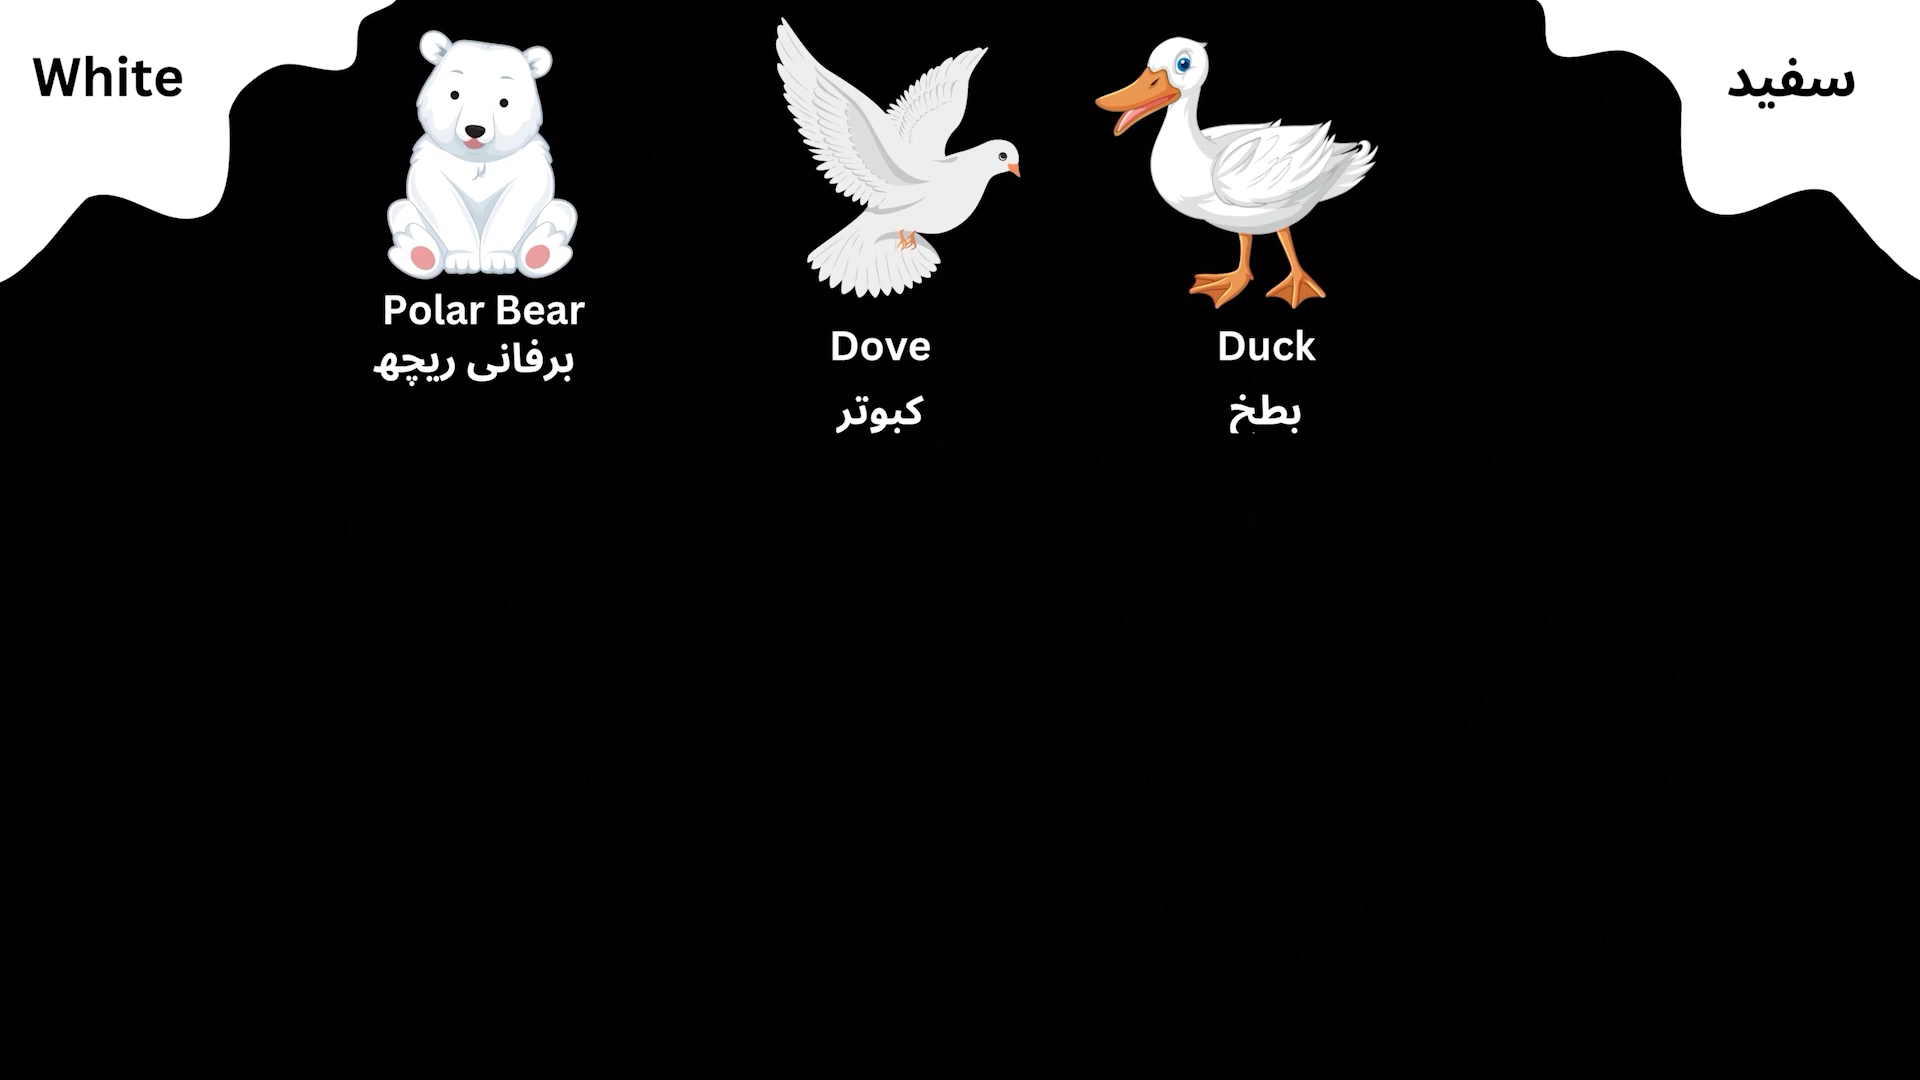 White
سفید
Polar Bear
برفانی ریچھ
Dove
کبوتر
Duck
بطخ